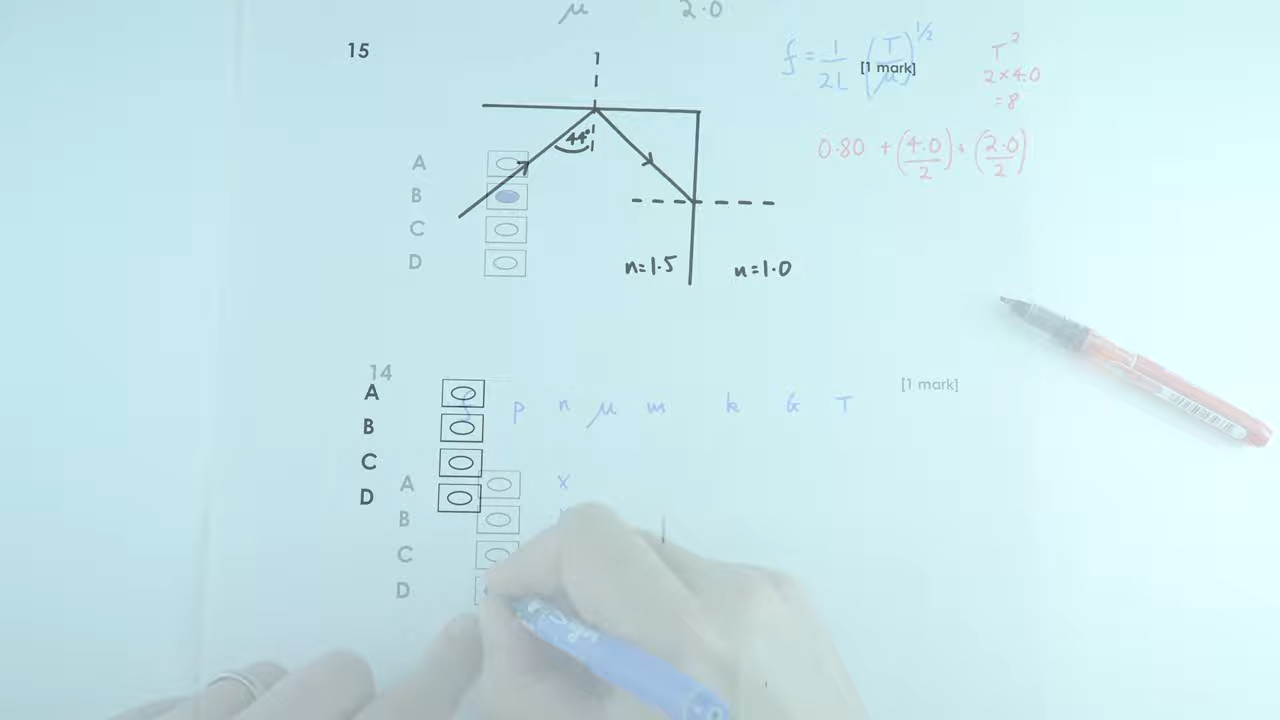 μ 2.0
15
f = 1/2L (T/μ)^1/2
[1 mark]
T²
2×4.0
=8
44°
0.80 + (4.0/2) + (2.0/2)
A
B
C
D
n=1.5 n=1.0
14
[1 mark]
A
B
C
D
p n μ m k G T
A x
B
C
D